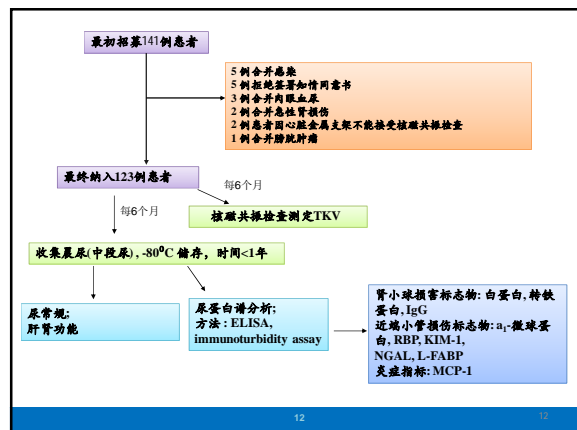 最初招募141例患者
5例合并感染
5例拒绝签署知情同意书
3例合并肉眼血尿
2例合并急性肾损伤
2例患者因心脏金属支架不能接受核磁共振检查
1例合并膀胱肿瘤
最终纳入123例患者
每6个月
每6个月
核磁共振检查测定TKV
收集晨尿(中段尿), -80⁰C 储存，时间<1年
尿常规;
肝肾功能
尿蛋白谱分析;
方法: ELISA,
immunoturbidity assay
肾小球损害标志物: 白蛋白, 转铁
蛋白, IgG
近端小管损伤标志物: a₁-微球蛋
白, RBP, KIM-1,
NGAL, L-FABP
炎症指标: MCP-1
12
12